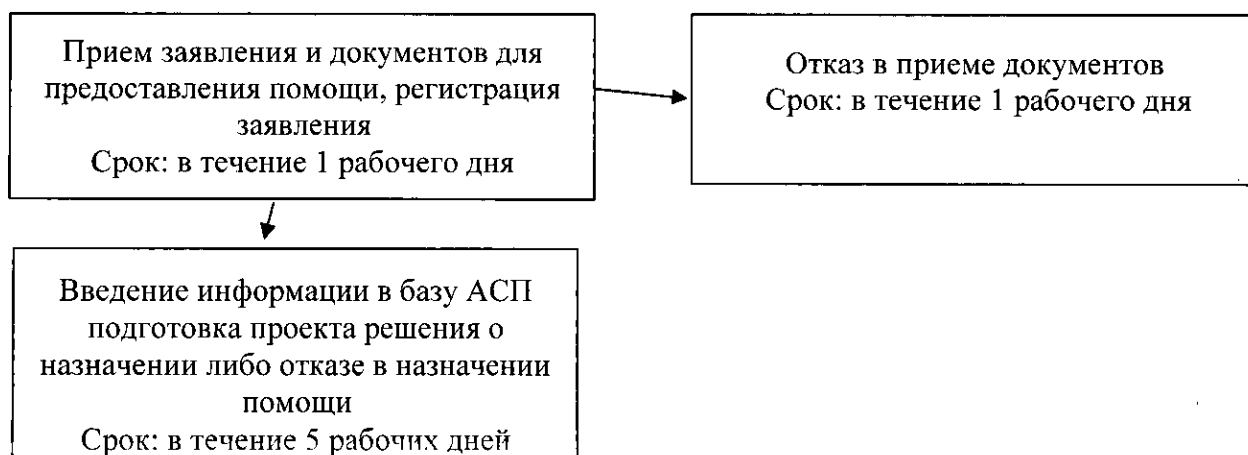 Прием заявления и документов для
предоставления помощи, регистрация
заявления
Срок: в течение 1 рабочего дня
Отказ в приеме документов
Срок: в течение 1 рабочего дня
Введение информации в базу АСП
подготовка проекта решения о
назначении либо отказе в назначении
помощи
Срок: в течение 5 рабочих дней